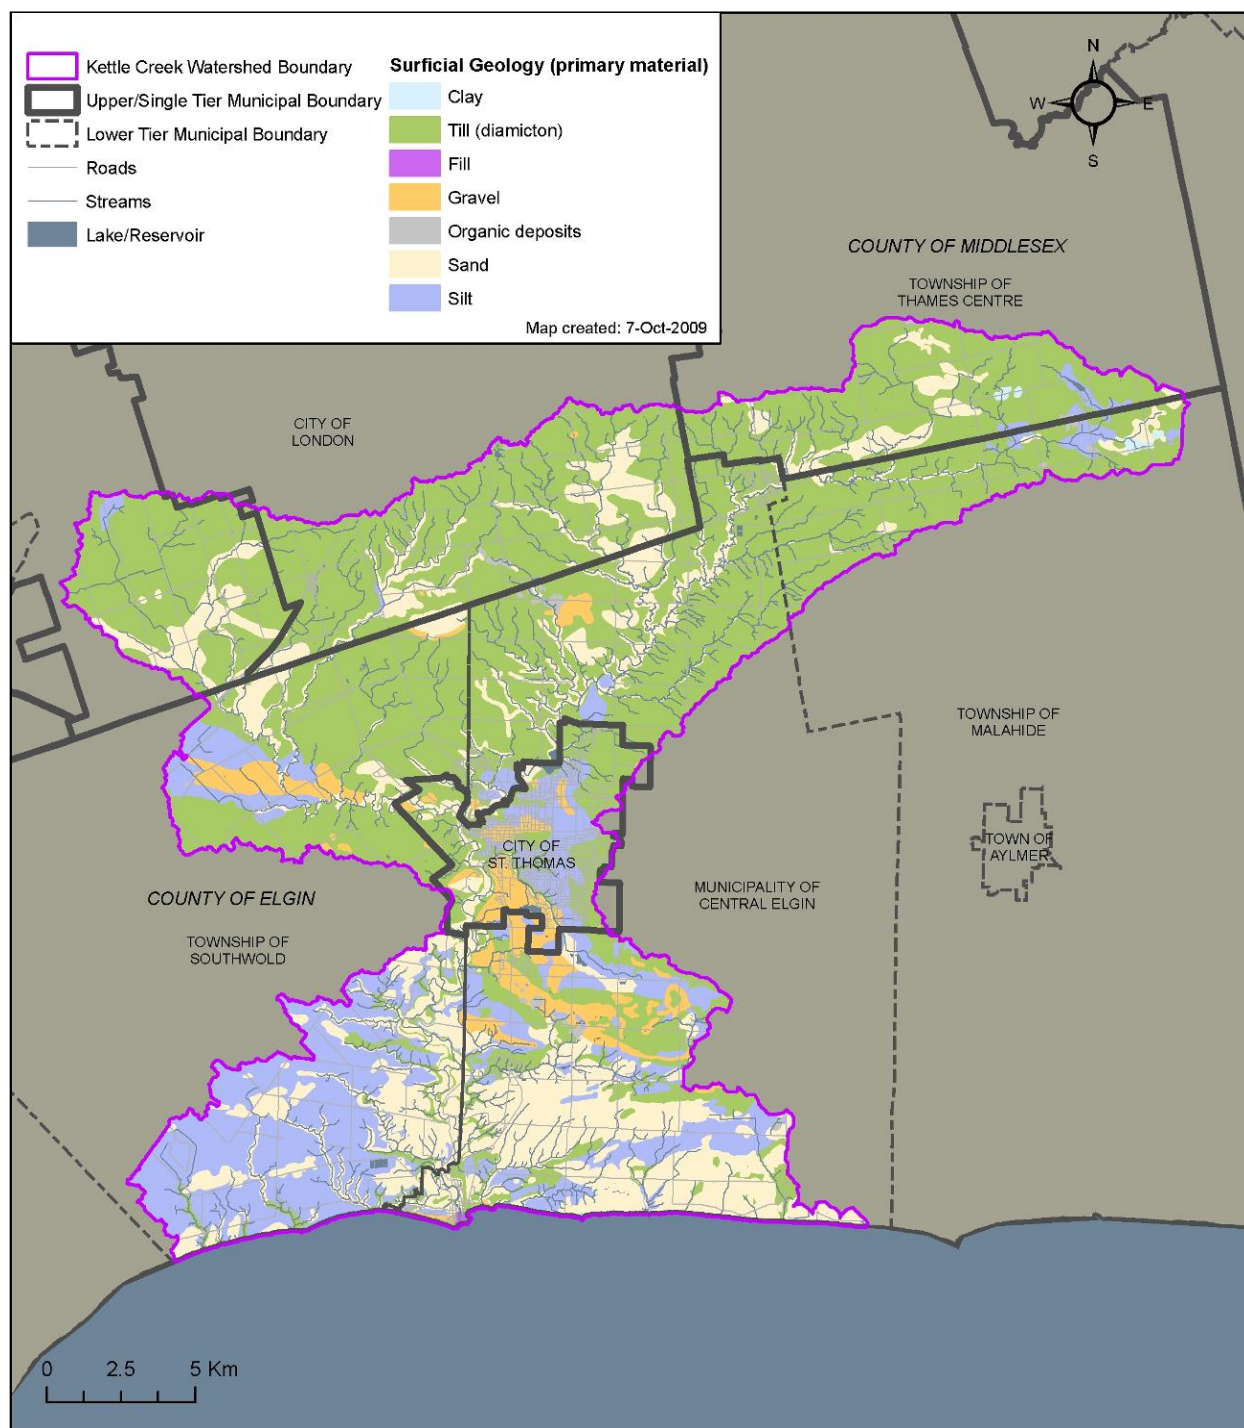 Kettle Creek Watershed Boundary
Upper/Single Tier Municipal Boundary
Lower Tier Municipal Boundary
Roads
Streams
Lake/Reservoir
Surficial Geology (primary material)
Clay
Till (diamicton)
Fill
Gravel
Organic deposits
Sand
Silt
Map created: 7-Oct-2009
N
W E
S
COUNTY OF MIDDLESEX
TOWNSHIP OF
THAMES CENTRE
CITY OF
LONDON
TOWNSHIP OF
MALAHIDE
TOWN OF
AYLMER
CITY OF
ST. THOMAS
MUNICIPALITY OF
CENTRAL ELGIN
COUNTY OF ELGIN
TOWNSHIP OF
SOUTHWOLD
0 2.5 5 Km